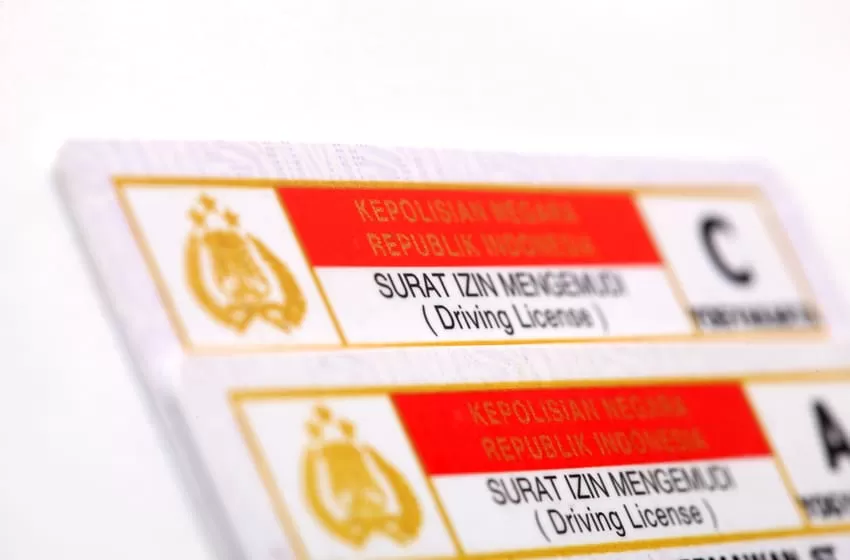 KEPOLISIAN NEGARA
REPUBLIK INDONESIA
SURAT IZIN MENGEMUDI
( Driving License )
C
KEPOLISIAN NEGARA
REPUBLIK INDONESIA
SURAT IZIN MENGEMUDI
( Driving License )
A